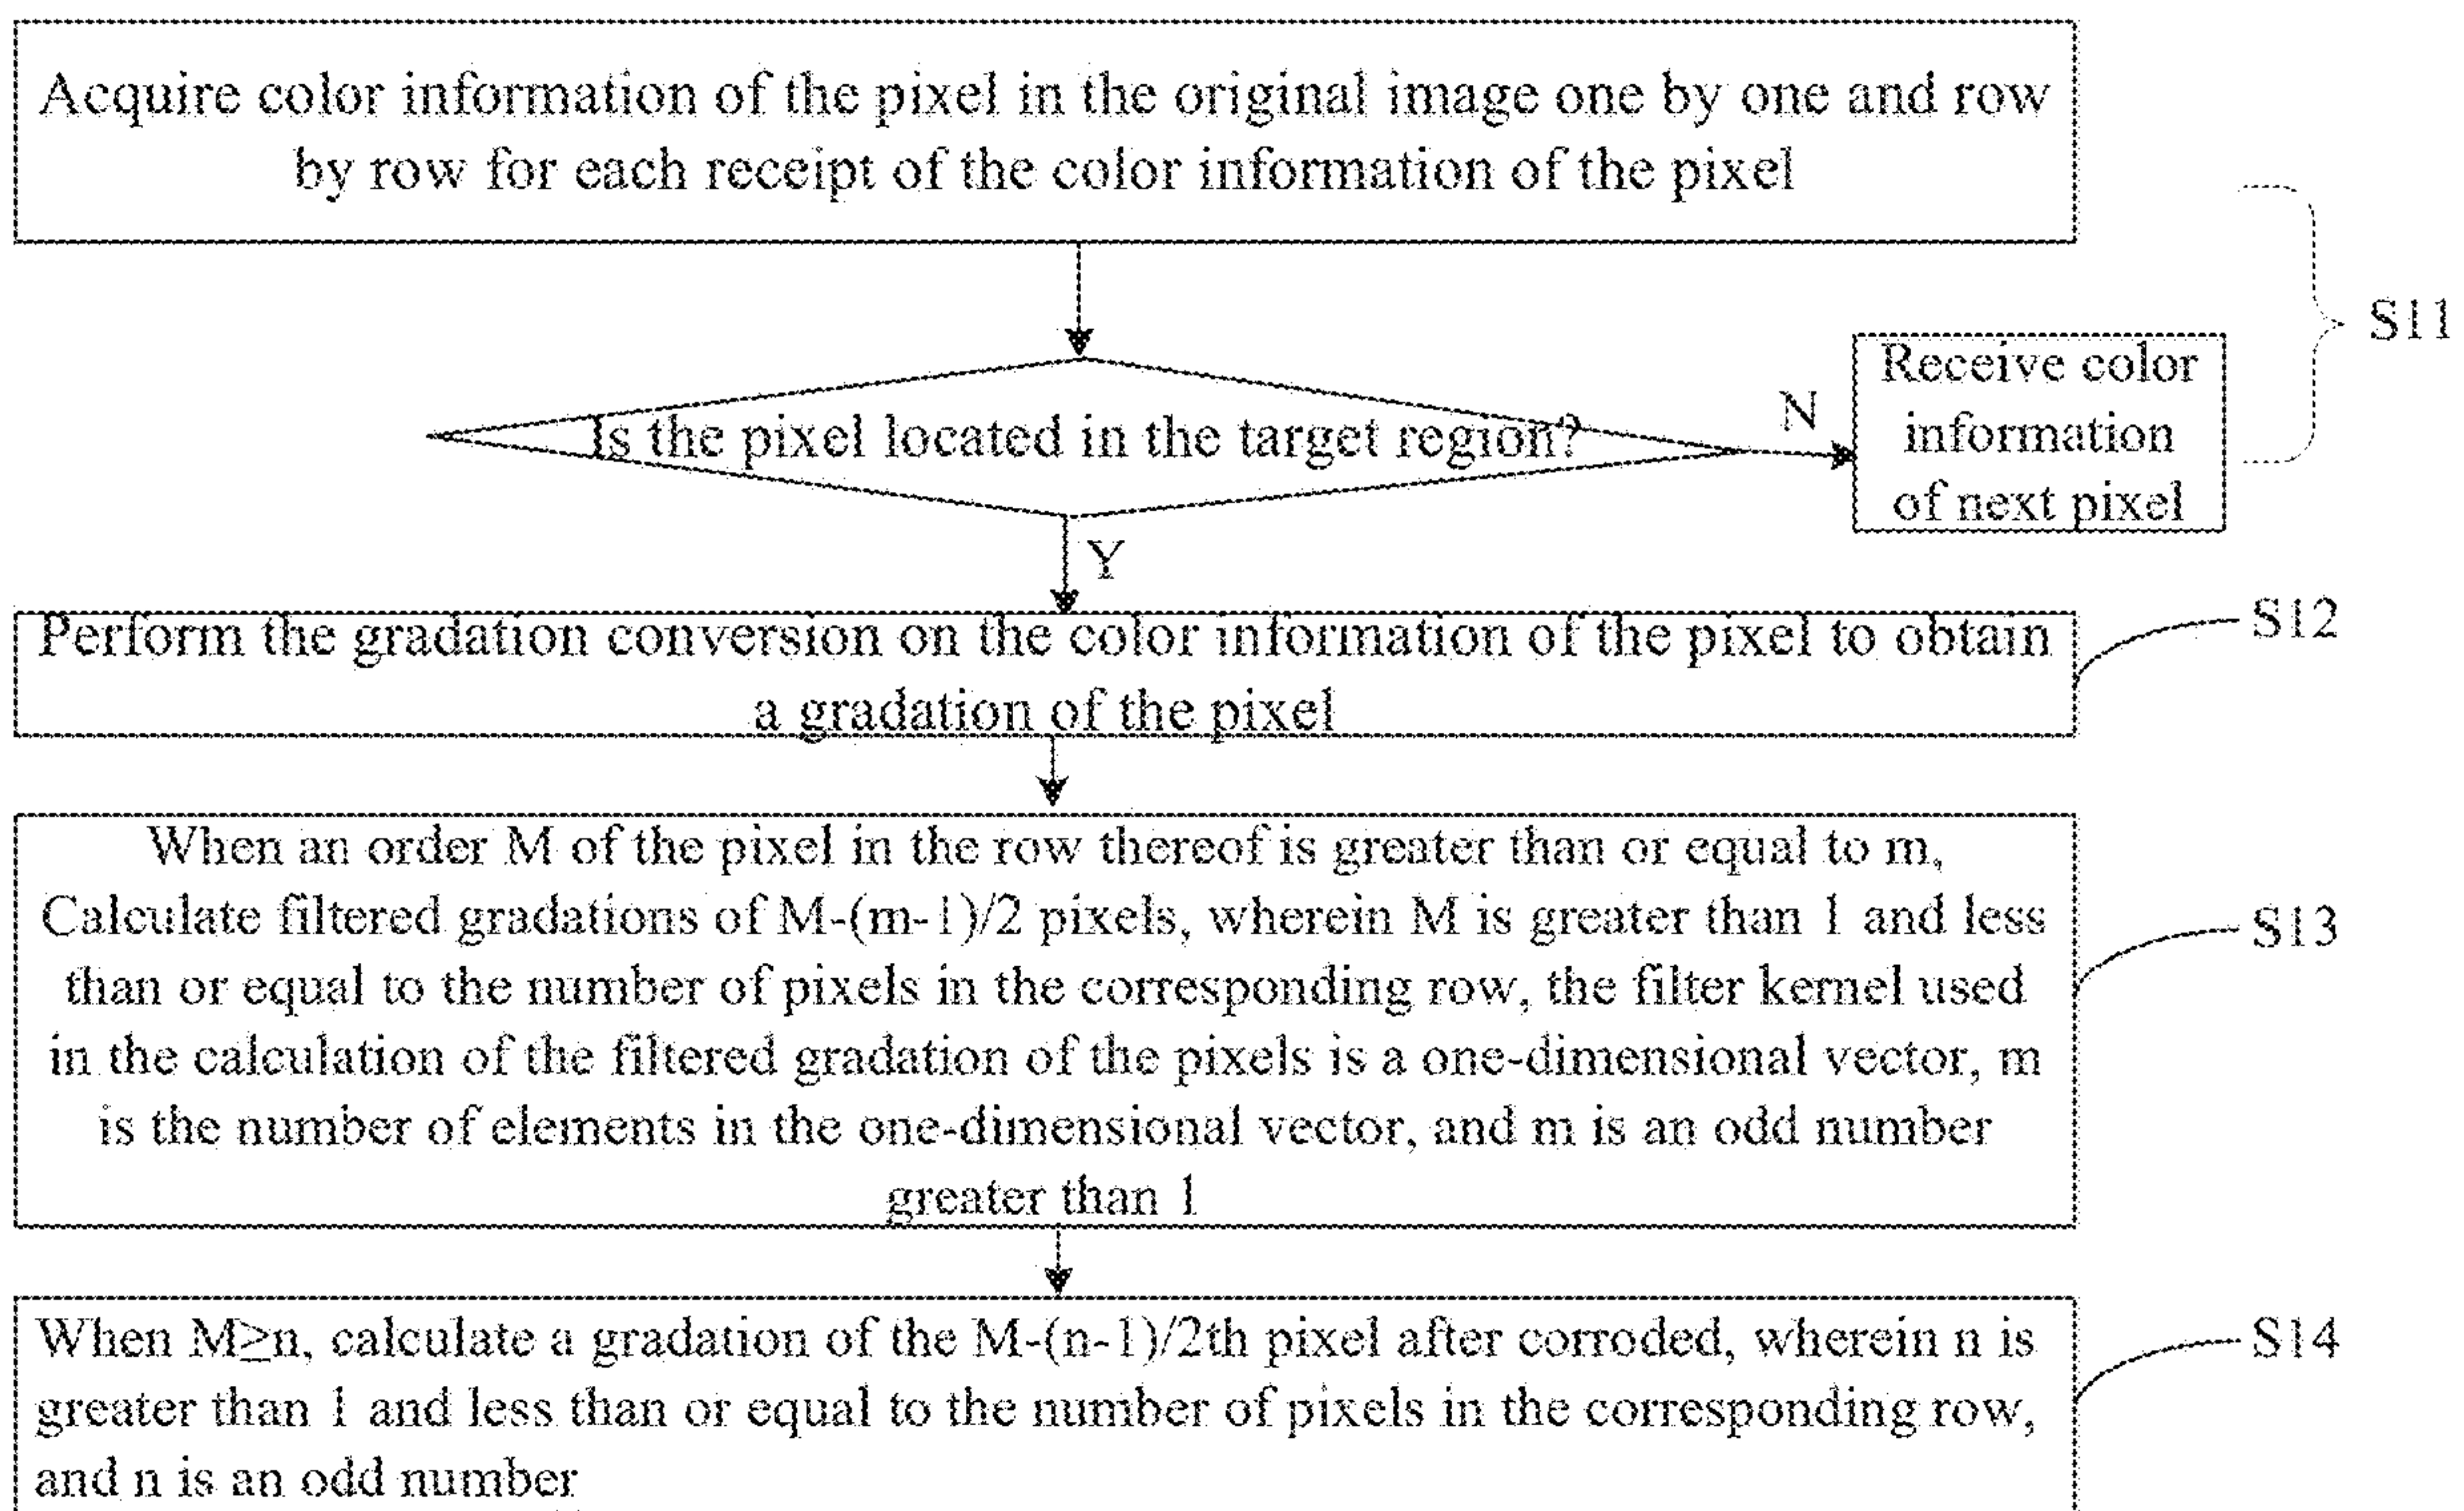 Acquire color information of the pixel in the original image one by one and row
by row for each receipt of the color information of the pixel
S11
Is the pixel located in the target region?
N
Receive color
information
of next pixel
Y
Perform the gradation conversion on the color information of the pixel to obtain
a gradation of the pixel
S12
When an order M of the pixel in the row thereof is greater than or equal to m,
Calculate filtered gradations of M-(m-1)/2 pixels, wherein M is greater than 1 and less
than or equal to the number of pixels in the corresponding row, the filter kernel used
in the calculation of the filtered gradation of the pixels is a one-dimensional vector, m
is the number of elements in the one-dimensional vector, and m is an odd number
greater than 1
S13
When M≥n, calculate a gradation of the M-(n-1)/2th pixel after corroded, wherein n is
greater than 1 and less than or equal to the number of pixels in the corresponding row,
and n is an odd number
S14